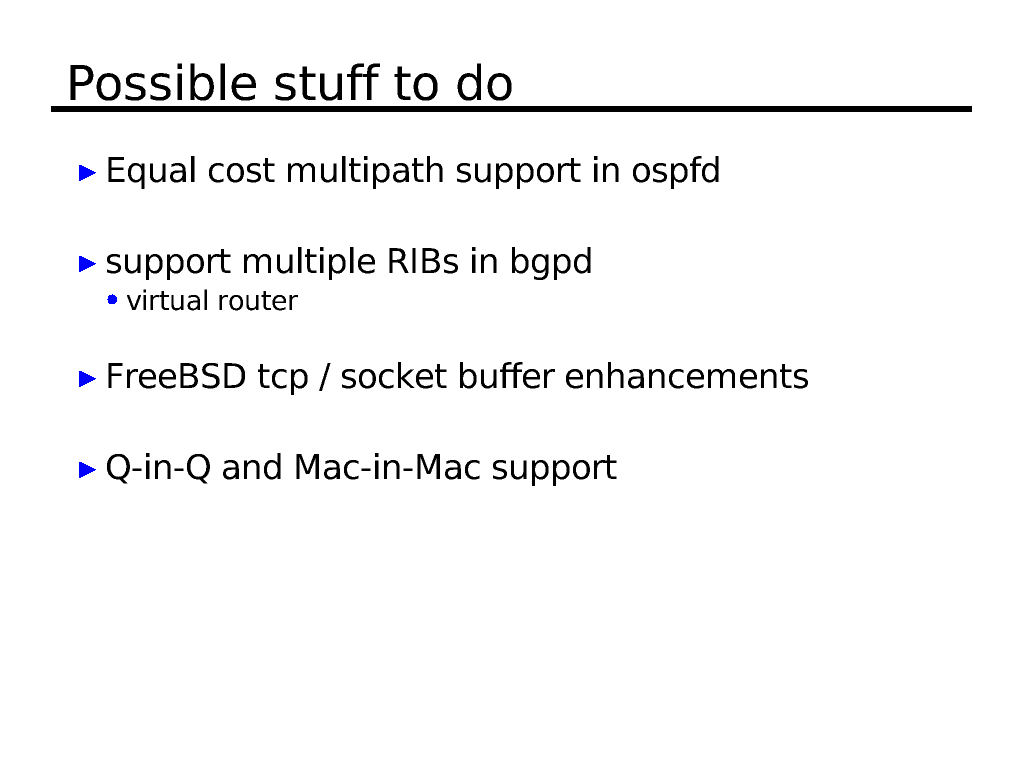 Possible stuff to do
Equal cost multipath support in ospfd
support multiple RIBs in bgpd
virtual router
FreeBSD tcp / socket buffer enhancements
Q-in-Q and Mac-in-Mac support